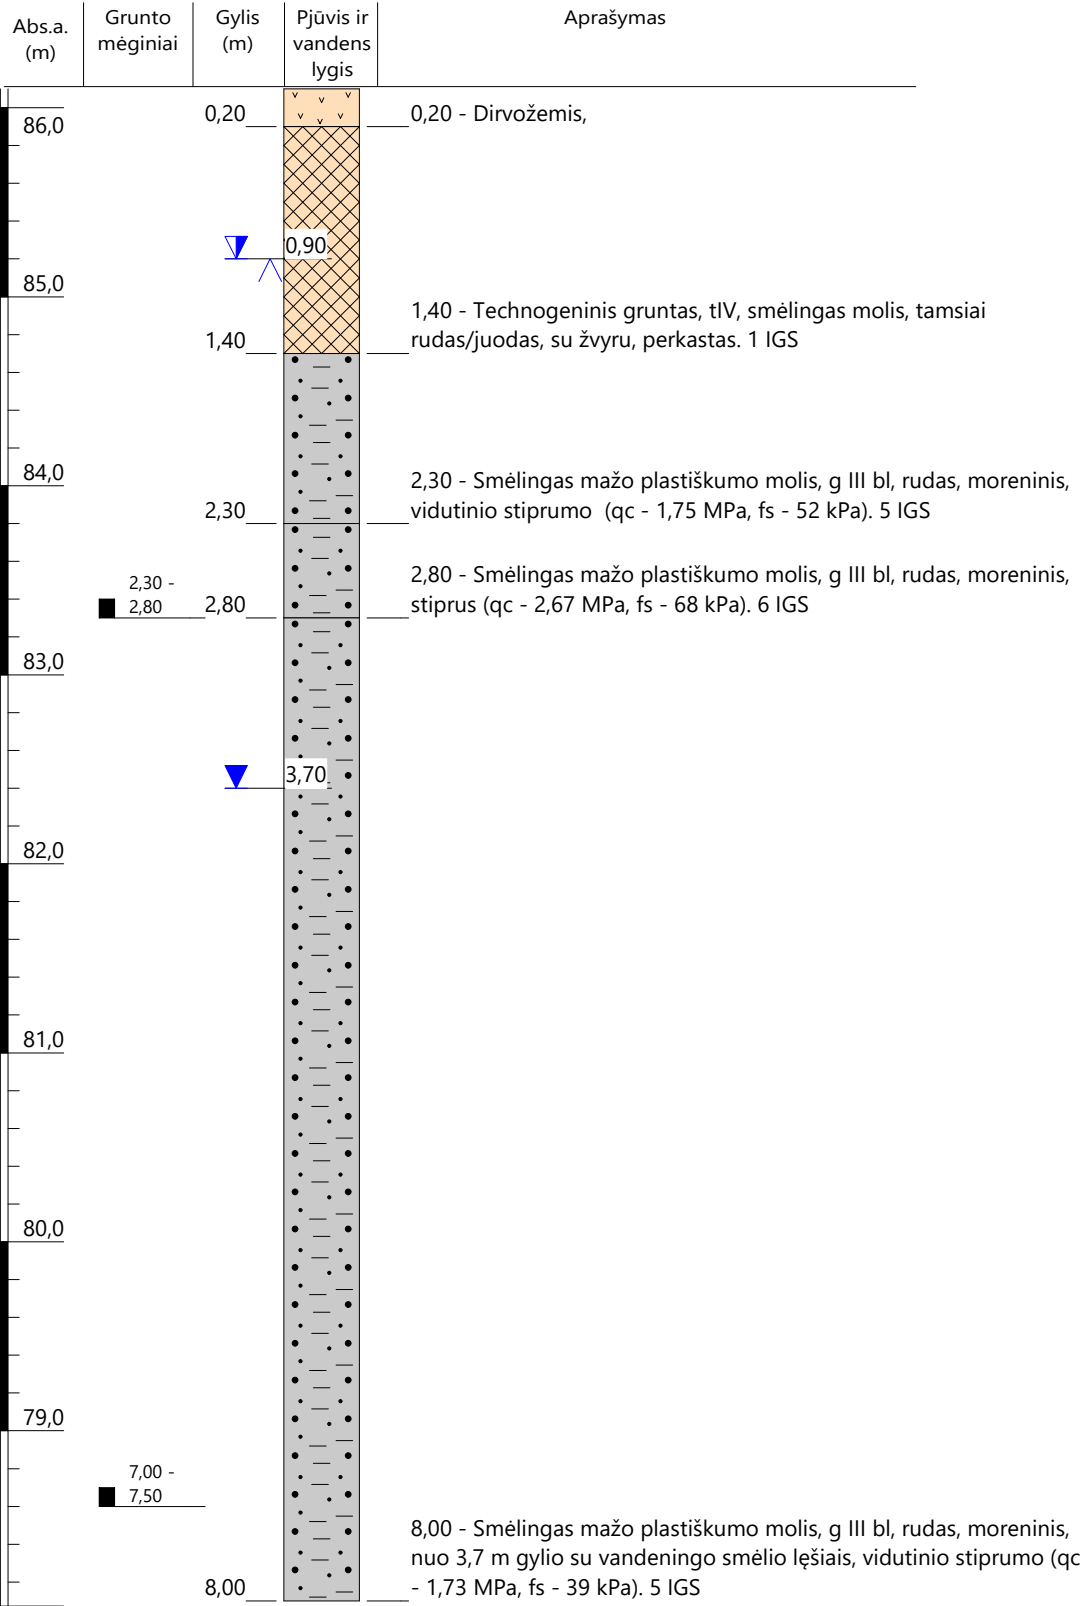 Abs.a.
(m)
Grunto
mėginiai
Gylis
(m)
Pjūvis ir
vandens
lygis
Aprašymas
86,0
0,20
0,20 - Dirvožemis,
0,90
85,0
1,40
1,40 - Technogeninis gruntas, tIV, smėlingas molis, tamsiai
rudas/juodas, su žvyru, perkastas. 1 IGS
84,0
2,30
2,30 - Smėlingas mažo plastiškumo molis, g III bl, rudas, moreninis,
vidutinio stiprumo (qc - 1,75 MPa, fs - 52 kPa). 5 IGS
2,30 -
2,80
2,80
2,80 - Smėlingas mažo plastiškumo molis, g III bl, rudas, moreninis,
stiprus (qc - 2,67 MPa, fs - 68 kPa). 6 IGS
83,0
3,70
82,0
81,0
80,0
79,0
7,00 -
7,50
8,00
8,00 - Smėlingas mažo plastiškumo molis, g III bl, rudas, moreninis,
nuo 3,7 m gylio su vandeningo smėlio lęšiais, vidutinio stiprumo (qc
- 1,73 MPa, fs - 39 kPa). 5 IGS